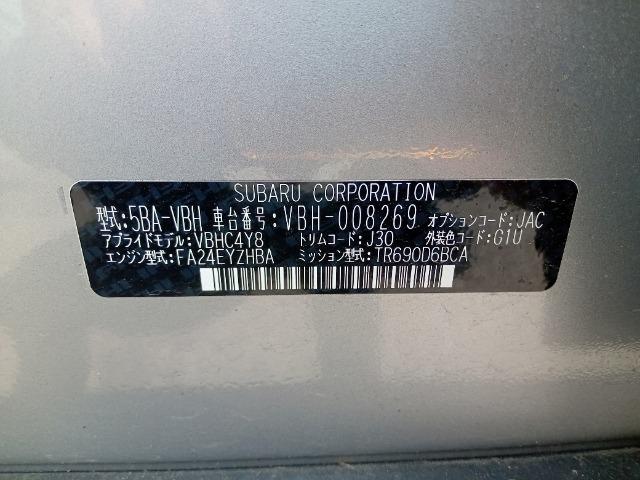 SUBARU CORPORATION
型式:5BA-VBH 車台番号:VBH-008269 オプションコード:JAC
アプライドモデル:VBHC4Y8 トリムコード:J30 外装色コード:G1U
エンジン型式:FA24EYZHBA ミッション型式:TR690D6BCA